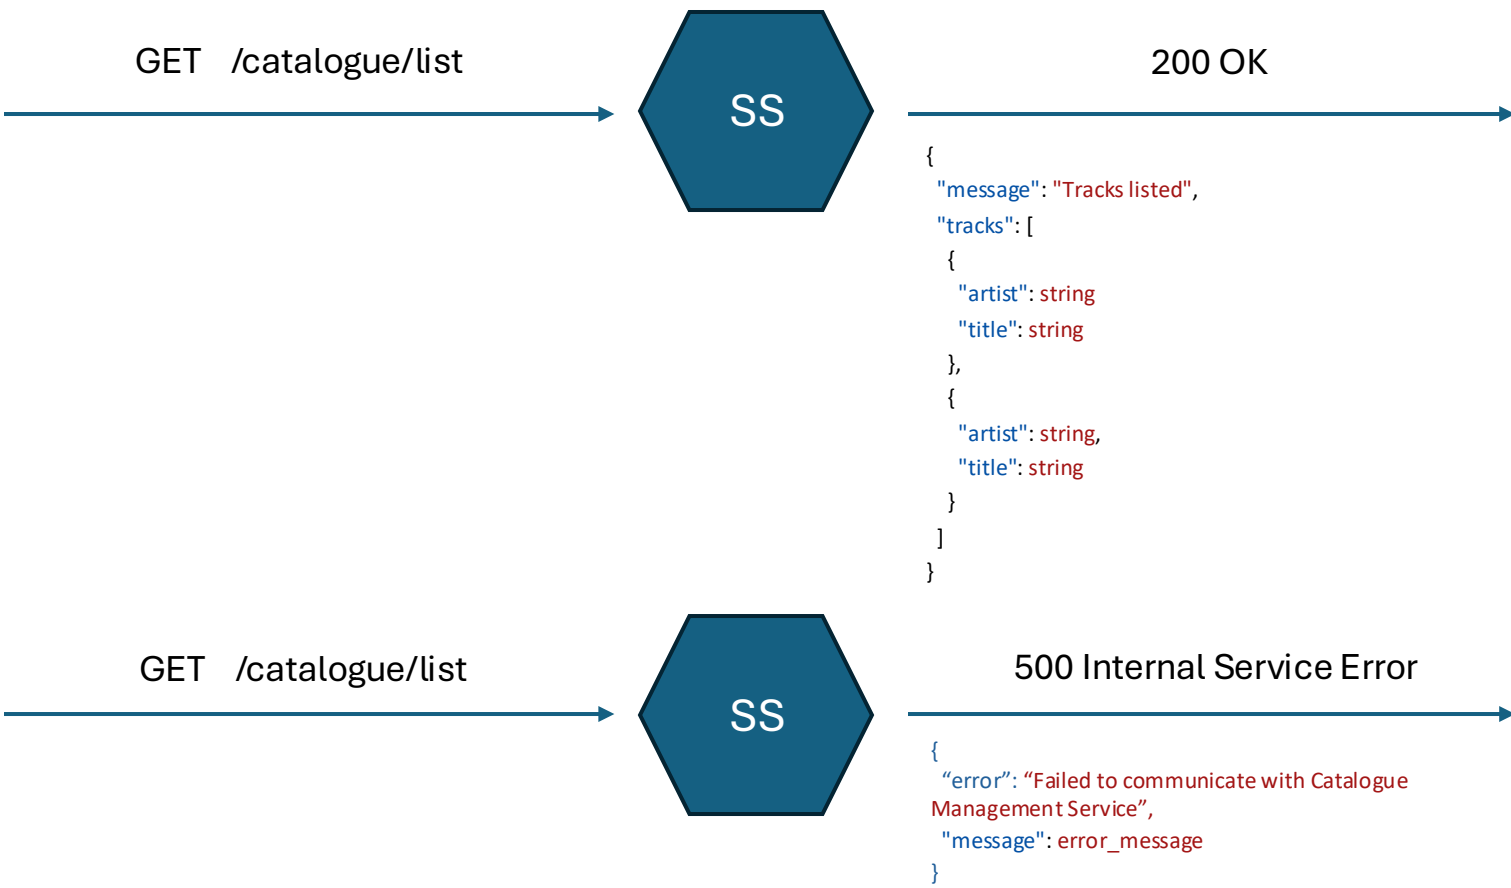 GET /catalogue/list
SS
200 OK
{
"message": "Tracks listed",
"tracks": [
{
"artist": string
"title": string
},
{
"artist": string,
"title": string
}
]
}
GET /catalogue/list
SS
500 Internal Service Error
{
“error”: “Failed to communicate with Catalogue
Management Service”,
"message": error_message
}